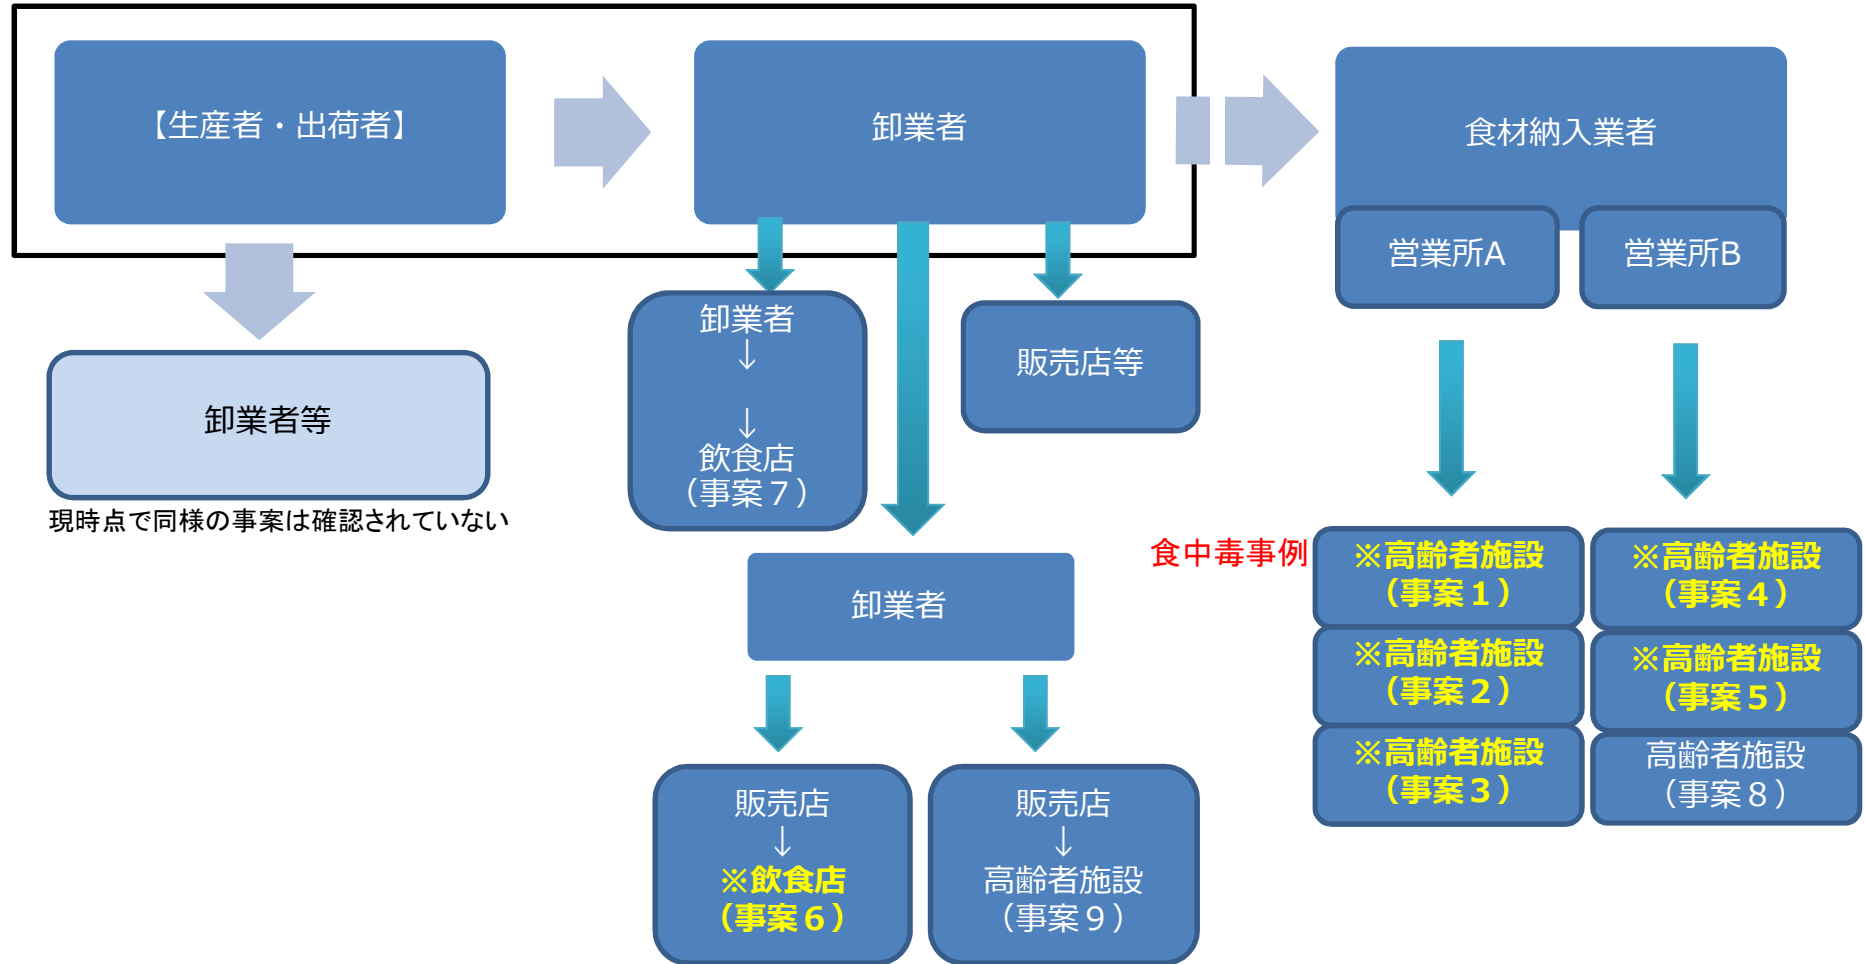 【生産者・出荷者】
卸業者
食材納入業者
営業所A
営業所B
卸業者等
現時点で同様の事案は確認されていない
卸業者
↓
↓
飲食店
（事案７）
販売店等
卸業者
販売店
↓
※飲食店
（事案６）
販売店
↓
高齢者施設
（事案９）
食中毒事例
※高齢者施設
（事案１）
※高齢者施設
（事案２）
※高齢者施設
（事案３）
※高齢者施設
（事案４）
※高齢者施設
（事案５）
高齢者施設
（事案８）